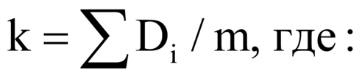 k = ∑Dᵢ / m, где :